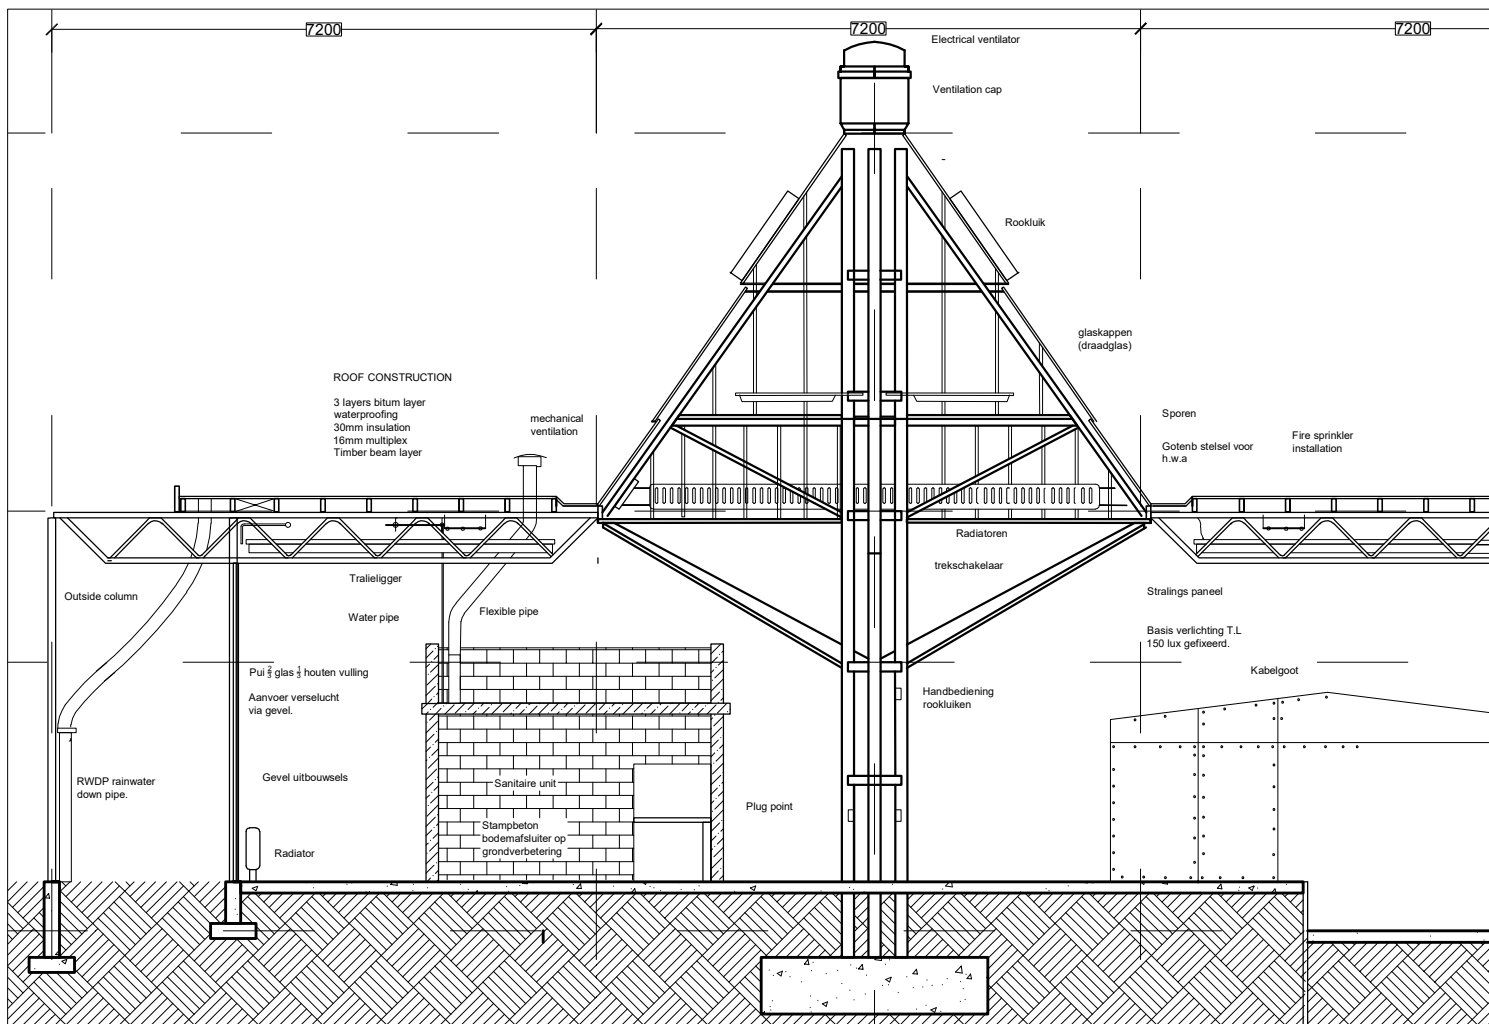 7200
7200
7200
Electrical ventilator
Ventilation cap
Rookluik
glaskappen
(draadglas)
ROOF CONSTRUCTION
3 layers bitum layer
waterproofing
30mm insulation
16mm multiplex
Timber beam layer
mechanical
ventilation
Sporen
Gotenb stelsel voor
h.w.a
Fire sprinkler
installation
Radiatoren
trekschakelaar
Tralieligger
Outside column
Water pipe
Flexible pipe
Stralings paneel
Basis verlichting T.L
150 lux gefixeerd.
Kabelgoot
Pui 2/3 glas 1/3 houten vulling
Aanvoer verselucht
via gevel.
Handbediening
rookluiken
RWDP rainwater
down pipe.
Gevel uitbouwsels
Sanitaire unit
Plug point
Stampbeton
bodemafsluiter op
grondverbetering
Radiator